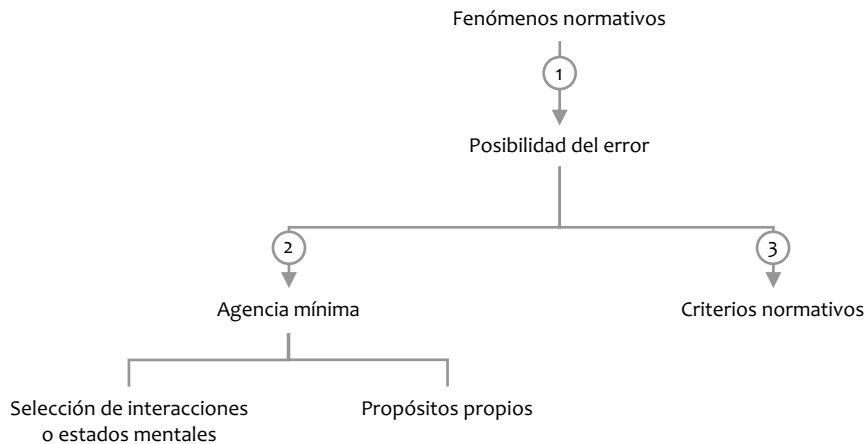 Fenómenos normativos
1
Posibilidad del error
2
3
Agencia mínima
Criterios normativos
Selección de interacciones
o estados mentales
Propósitos propios